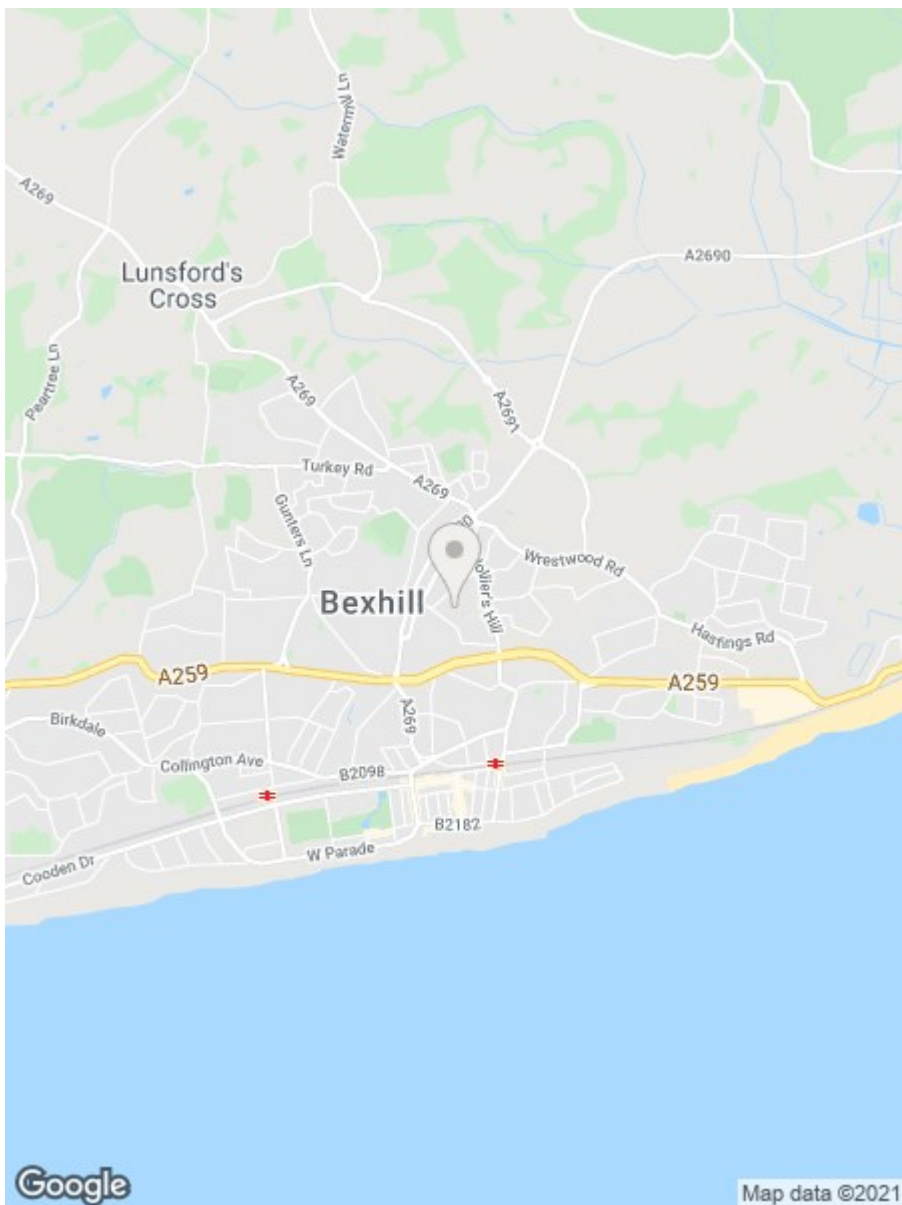 Watermill Ln
A269
A2690
Lunsford's
Cross
Peartree Ln
A269
A2691
Turkey Rd
A269
Gunters Ln
Wrestwood Rd
Bexhill
Hastings Rd
A259
A259
Birkdale
A269
Collington Ave
B2098
B2182
W Parade
Cooden Dr
Google
Map data ©2021